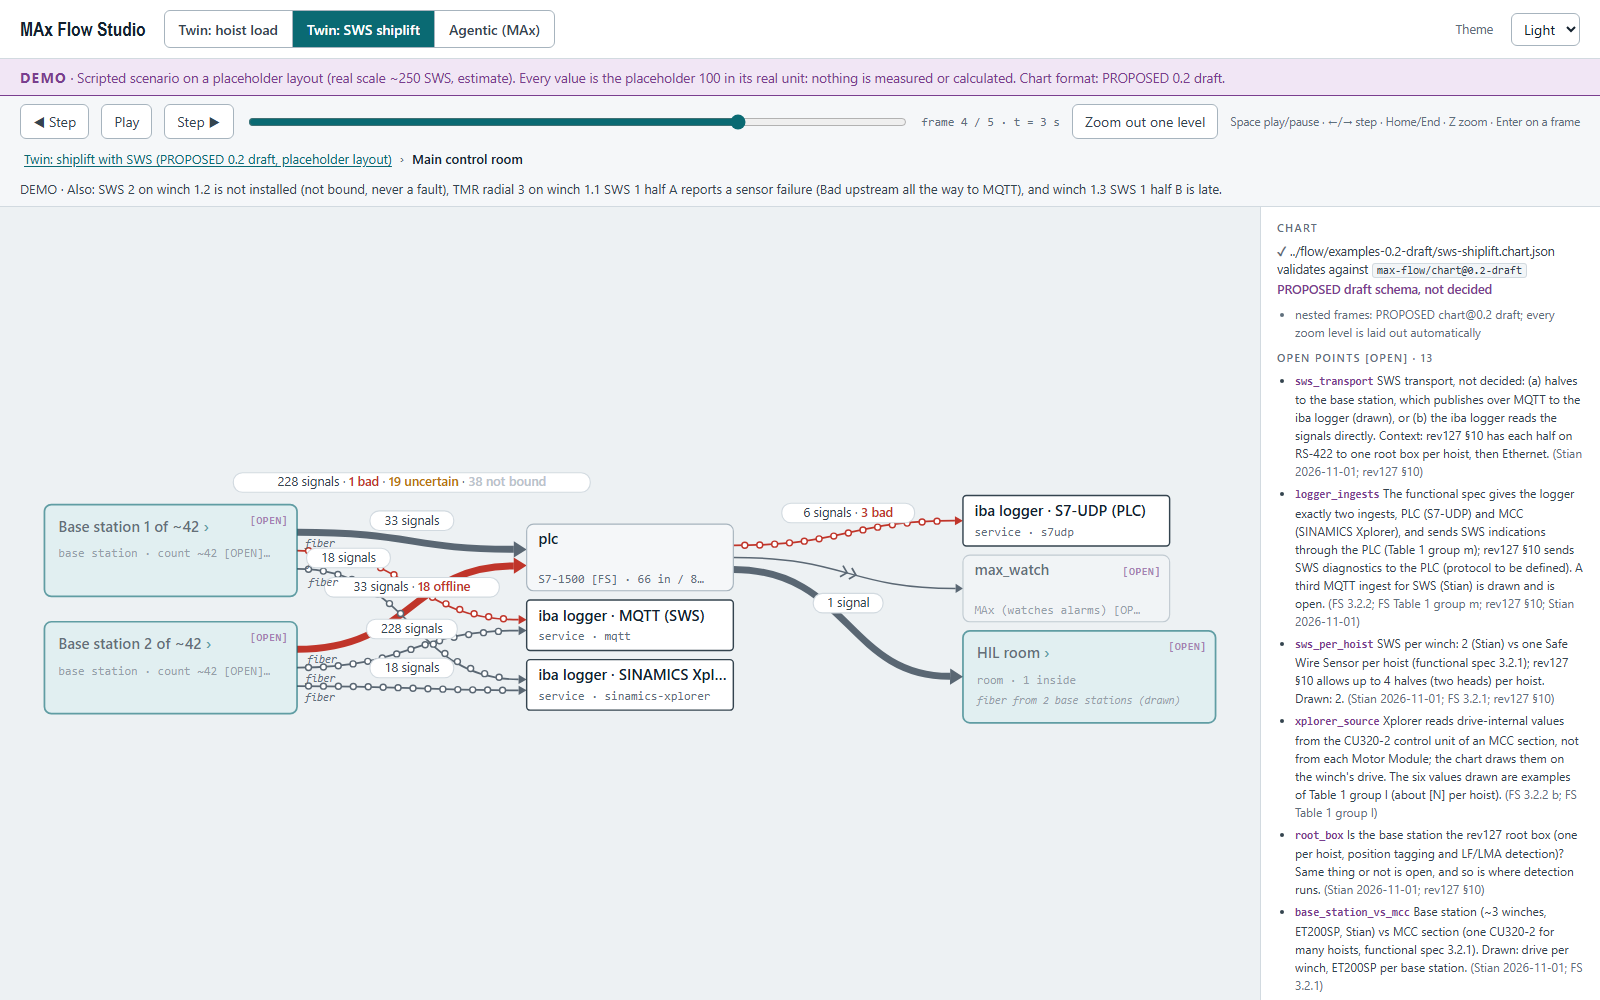 MAx Flow Studio
Twin: hoist load
Twin: SWS shiplift
Agentic (MAx)
Theme
Light
DEMO · Scripted scenario on a placeholder layout (real scale ~250 SWS, estimate). Every value is the placeholder 100 in its real unit: nothing is measured or calculated. Chart format: PROPOSED 0.2 draft.
◀ Step
Play
Step ▶
frame 4 / 5 · t = 3 s
Zoom out one level
Space play/pause · ←/→ step · Home/End · Z zoom · Enter on a frame
Twin: shiplift with SWS (PROPOSED 0.2 draft, placeholder layout) › Main control room
DEMO · Also: SWS 2 on winch 1.2 is not installed (not bound, never a fault), TMR radial 3 on winch 1.1 SWS 1 half A reports a sensor failure (Bad upstream all the way to MQTT), and winch 1.3 SWS 1 half B is late.
228 signals · 1 bad · 19 uncertain · 38 not bound
Base station 1 of ~42 ›
[OPEN]
base station · count ~42 [OPEN]…
33 signals
fiber
18 signals
fiber
33 signals · 18 offline
Base station 2 of ~42 ›
[OPEN]
base station · count ~42 [OPEN]…
228 signals
fiber
18 signals
fiber
fiber
plc
S7-1500 [FS] · 66 in / 8…
iba logger · MQTT (SWS)
service · mqtt
iba logger · SINAMICS Xpl…
service · sinamics-xplorer
6 signals · 3 bad
1 signal
iba logger · S7-UDP (PLC)
service · s7udp
max_watch
[OPEN]
MAx (watches alarms) [OP…
HIL room ›
[OPEN]
room · 1 inside
fiber from 2 base stations (drawn)
CHART
✓ ../flow/examples-0.2-draft/sws-shiplift.chart.json
validates against max-flow/chart@0.2-draft
PROPOSED draft schema, not decided
• nested frames: PROPOSED chart@0.2 draft; every
zoom level is laid out automatically
OPEN POINTS [OPEN] · 13
• sws_transport SWS transport, not decided: (a) halves
to the base station, which publishes over MQTT to the
iba logger (drawn), or (b) the iba logger reads the
signals directly. Context: rev127 §10 has each half on
RS-422 to one root box per hoist, then Ethernet. (Stian
2026-11-01; rev127 §10)
• logger_ingests The functional spec gives the logger
exactly two ingests, PLC (S7-UDP) and MCC
(SINAMICS Xplorer), and sends SWS indications
through the PLC (Table 1 group m); rev127 §10 sends
SWS diagnostics to the PLC (protocol to be defined). A
third MQTT ingest for SWS (Stian) is drawn and is
open. (FS 3.2.2; FS Table 1 group m; rev127 §10; Stian
2026-11-01)
• sws_per_hoist SWS per winch: 2 (Stian) vs one Safe
Wire Sensor per hoist (functional spec 3.2.1); rev127
§10 allows up to 4 halves (two heads) per hoist.
Drawn: 2. (Stian 2026-11-01; FS 3.2.1; rev127 §10)
• xplorer_source Xplorer reads drive-internal values
from the CU320-2 control unit of an MCC section, not
from each Motor Module; the chart draws them on
the winch's drive. The six values drawn are examples
of Table 1 group l (about [N] per hoist). (FS 3.2.2 b; FS
Table 1 group l)
• root_box Is the base station the rev127 root box (one
per hoist, position tagging and LF/LMA detection)?
Same thing or not is open, and so is where detection
runs. (Stian 2026-11-01; rev127 §10)
• base_station_vs_mcc Base station (~3 winches,
ET200SP, Stian) vs MCC section (one CU320-2 for
many hoists, functional spec 3.2.1). Drawn: drive per
winch, ET200SP per base station. (Stian 2026-11-01; FS
3.2.1)